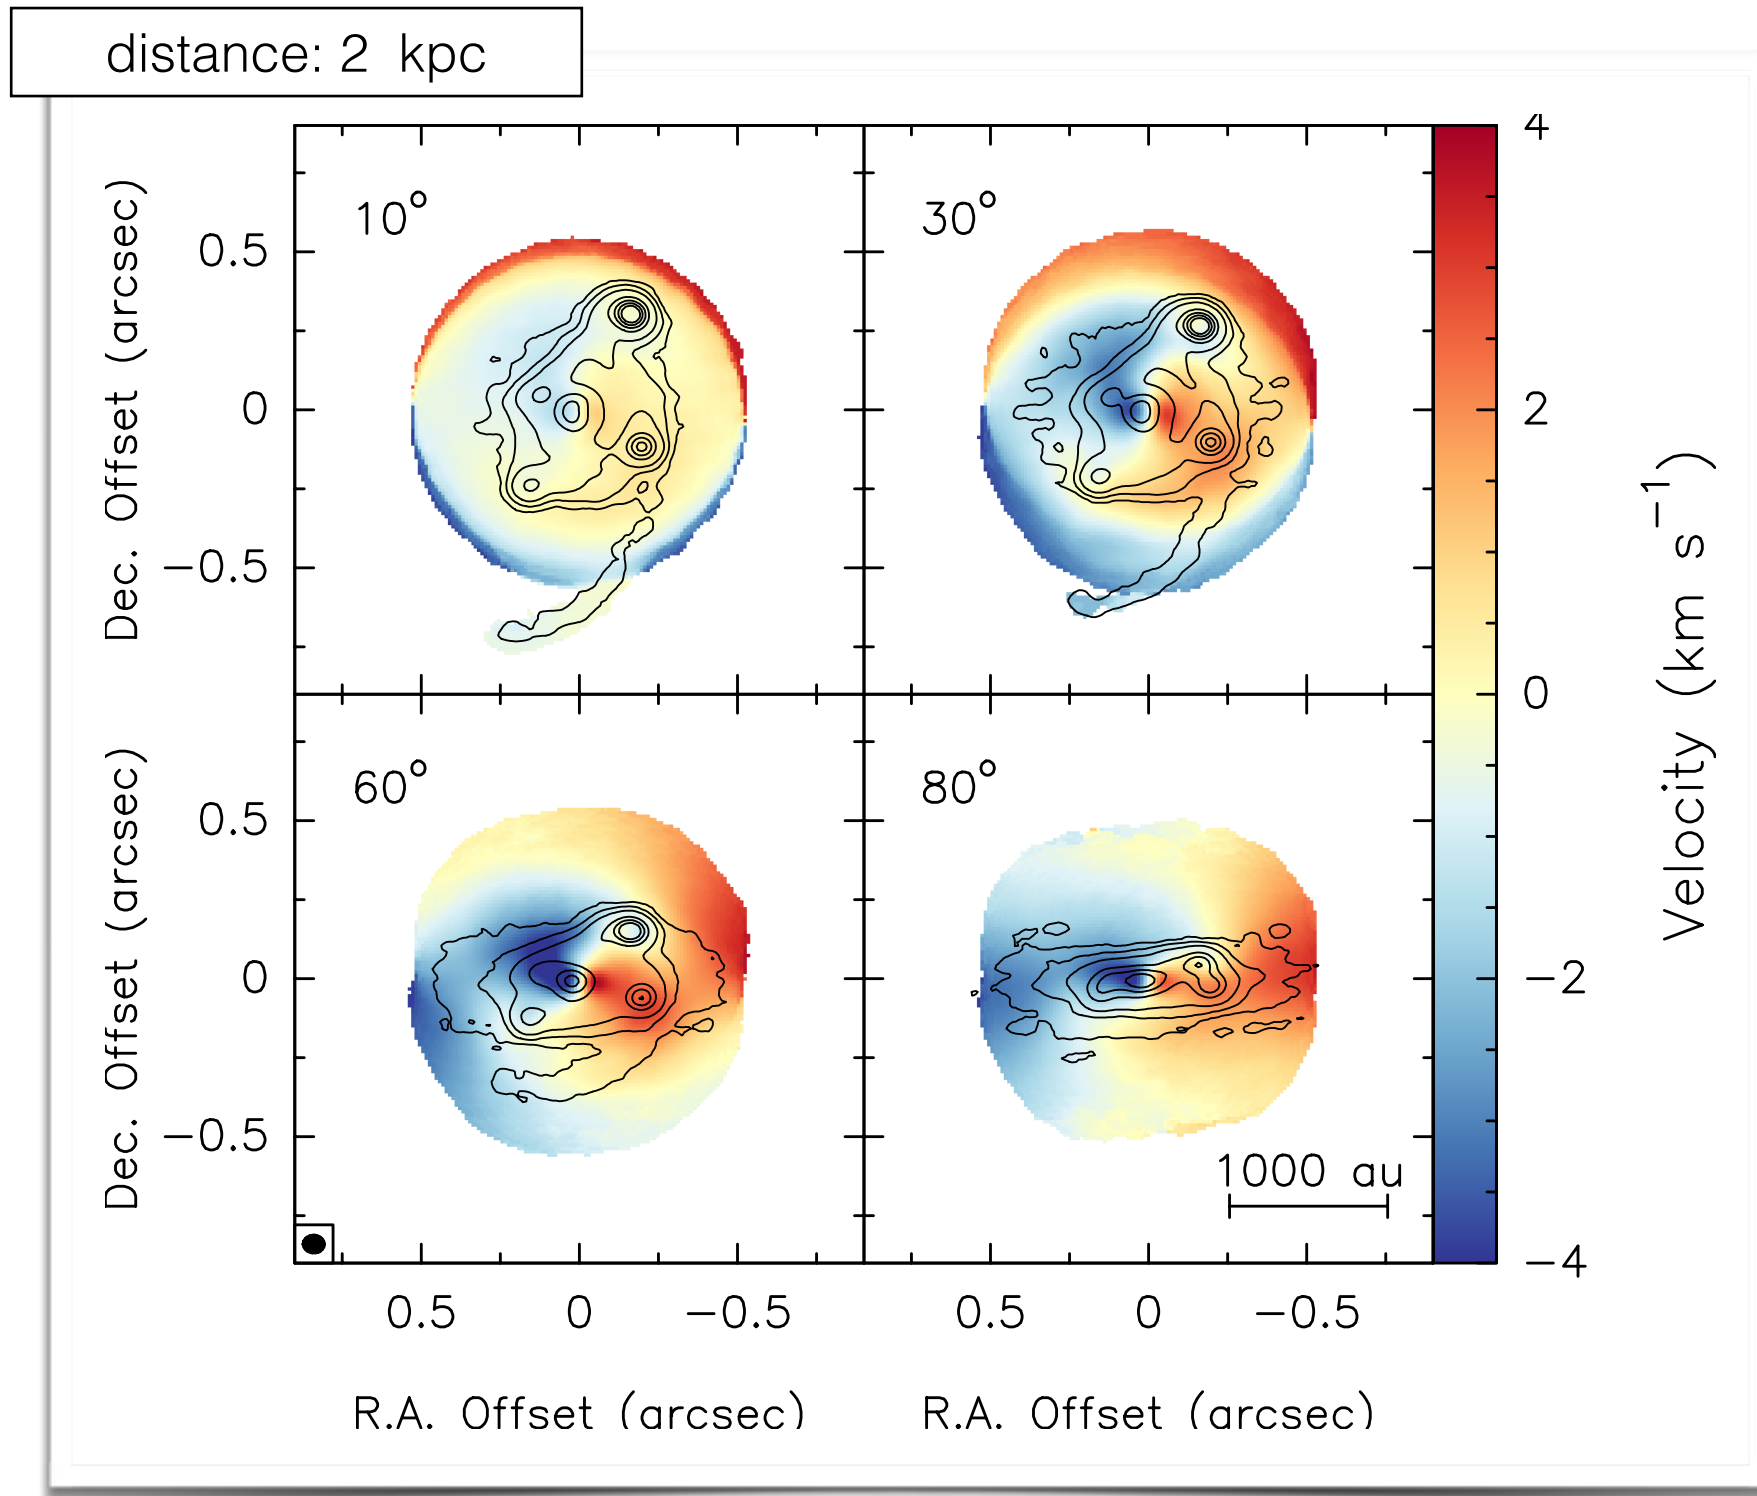 distance: 2 kpc
10°
30°
60°
80°
Dec. Offset (arcsec)
0.5
0
−0.5
Dec. Offset (arcsec)
0.5
0
−0.5
1000 au
0.5 0 −0.5
0.5 0 −0.5
R.A. Offset (arcsec)
R.A. Offset (arcsec)
4
2
0
−2
−4
Velocity (km s⁻¹)